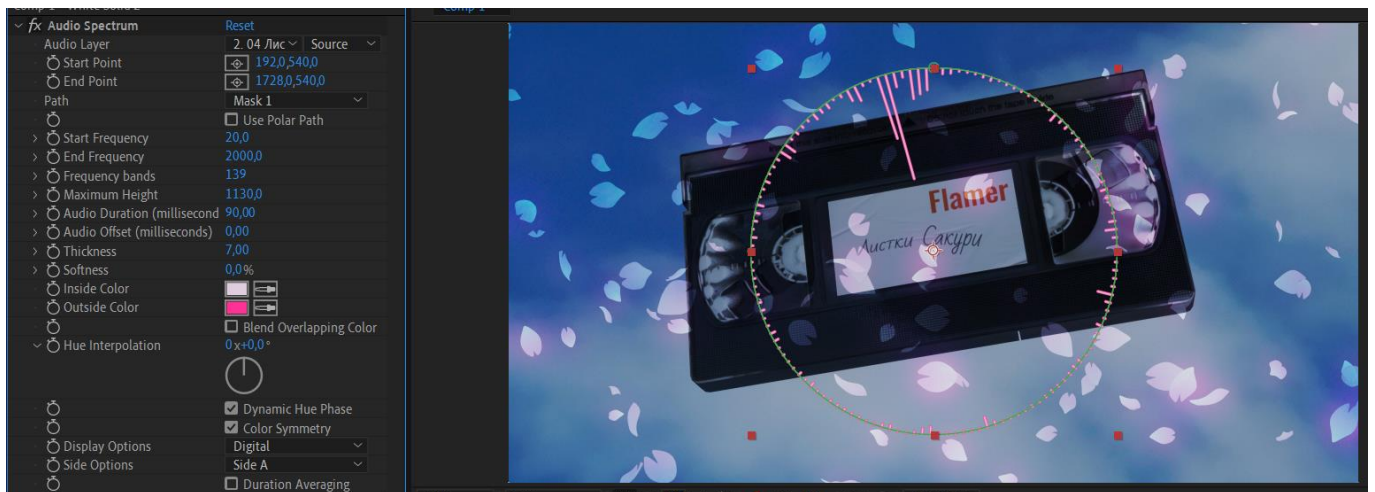 Comp 1
fx Audio Spectrum Reset
Audio Layer 2. 04 Лис Source
Start Point 192,0,540,0
End Point 1728,0,540,0
Path Mask 1
Use Polar Path
Start Frequency 20,0
End Frequency 2000,0
Frequency bands 139
Maximum Height 1130,0
Audio Duration (millisecond 90,00
Audio Offset (milliseconds) 0,00
Thickness 7,00
Softness 0,0%
Inside Color
Outside Color
Blend Overlapping Color
Hue Interpolation 0x+0,0°
Dynamic Hue Phase
Color Symmetry
Display Options Digital
Side Options Side A
Duration Averaging
Flamer
Листки Сакури